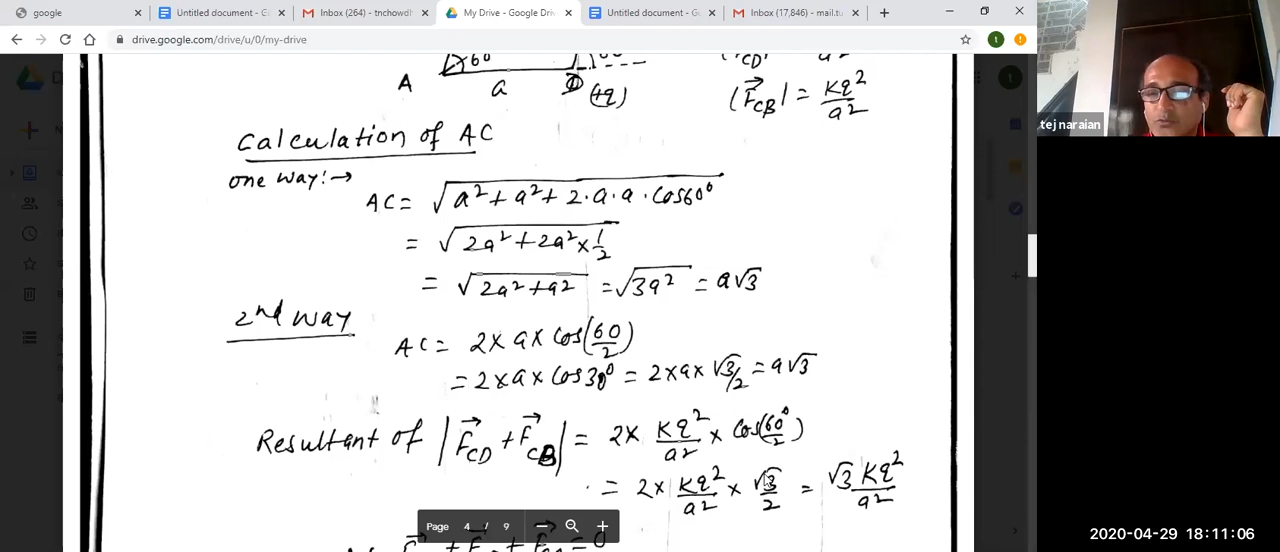 google
Untitled document - G
Inbox (264) - tnchowdh
My Drive - Google Driv
Untitled document - Goo
Inbox (17,846) - mail.tu
drive.google.com/drive/u/0/my-drive
t
t
tej naraian
60
A a (+q)
(F⃗CB) = Kq²/a²
Calculation of AC
one way!→
AC = √(a² + a² + 2·a·a·cos60°)
= √(2a² + 2a² × 1/2)
= √(2a² + a²) = √3a² = a√3
2nd way
AC = 2×a×cos(60/2)
= 2×a×cos30° = 2×a×√3/2 = a√3
Resultant of |F⃗CD + F⃗CB| = 2× Kq²/a² × cos(60°/2)
= 2× Kq²/a² × √3/2 = √3 Kq²/a²
Page 4 / 9
2020-04-29 18:11:06